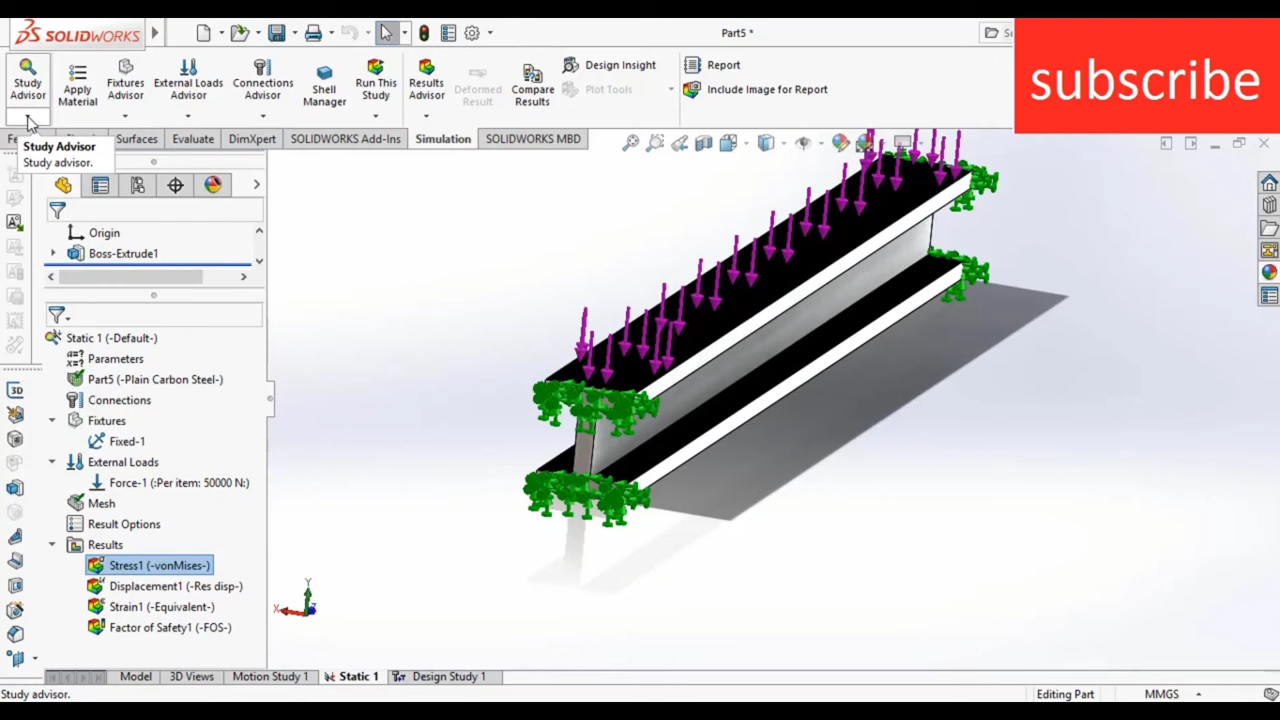 SOLIDWORKS
Part5 *
subscribe
Study Advisor
Apply Material
Fixtures Advisor
External Loads Advisor
Connections Advisor
Shell Manager
Run This Study
Results Advisor
Deformed Result
Compare Results
Design Insight
Plot Tools
Report
Include Image for Report
Surfaces
Evaluate
DimXpert
SOLIDWORKS Add-Ins
Simulation
SOLIDWORKS MBD
Study Advisor
Study advisor.
Origin
Boss-Extrude1
Static 1 (-Default-)
Parameters
Part5 (-Plain Carbon Steel-)
Connections
Fixtures
Fixed-1
External Loads
Force-1 (:Per item: 50000 N:)
Mesh
Result Options
Results
Stress1 (-vonMises-)
Displacement1 (-Res disp-)
Strain1 (-Equivalent-)
Factor of Safety1 (-FOS-)
3D
Y
X
Z
Model
3D Views
Motion Study 1
Static 1
Design Study 1
Study advisor.
Editing Part
MMGS